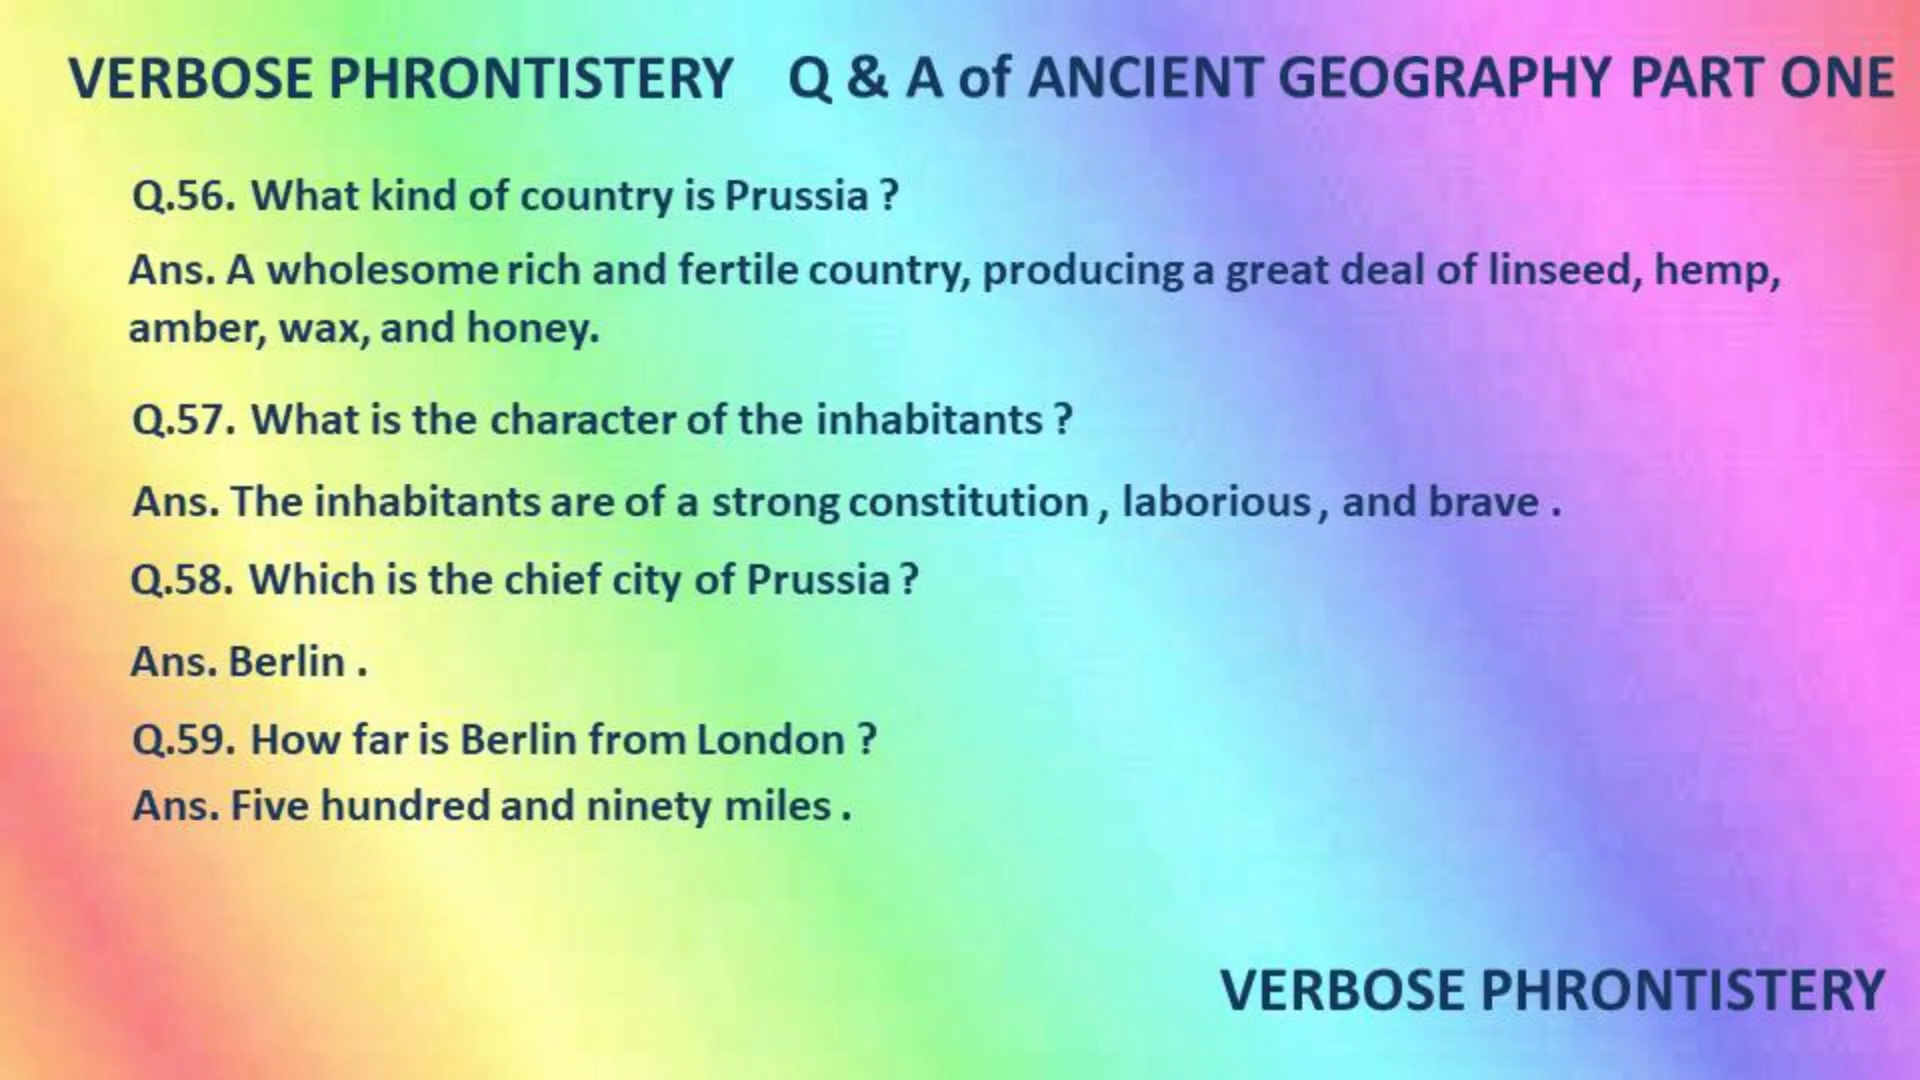 VERBOSE PHRONTISTERY Q & A of ANCIENT GEOGRAPHY PART ONE
Q.56. What kind of country is Prussia ?
Ans. A wholesome rich and fertile country, producing a great deal of linseed, hemp,
amber, wax, and honey.
Q.57. What is the character of the inhabitants ?
Ans. The inhabitants are of a strong constitution , laborious , and brave .
Q.58. Which is the chief city of Prussia ?
Ans. Berlin .
Q.59. How far is Berlin from London ?
Ans. Five hundred and ninety miles .
VERBOSE PHRONTISTERY